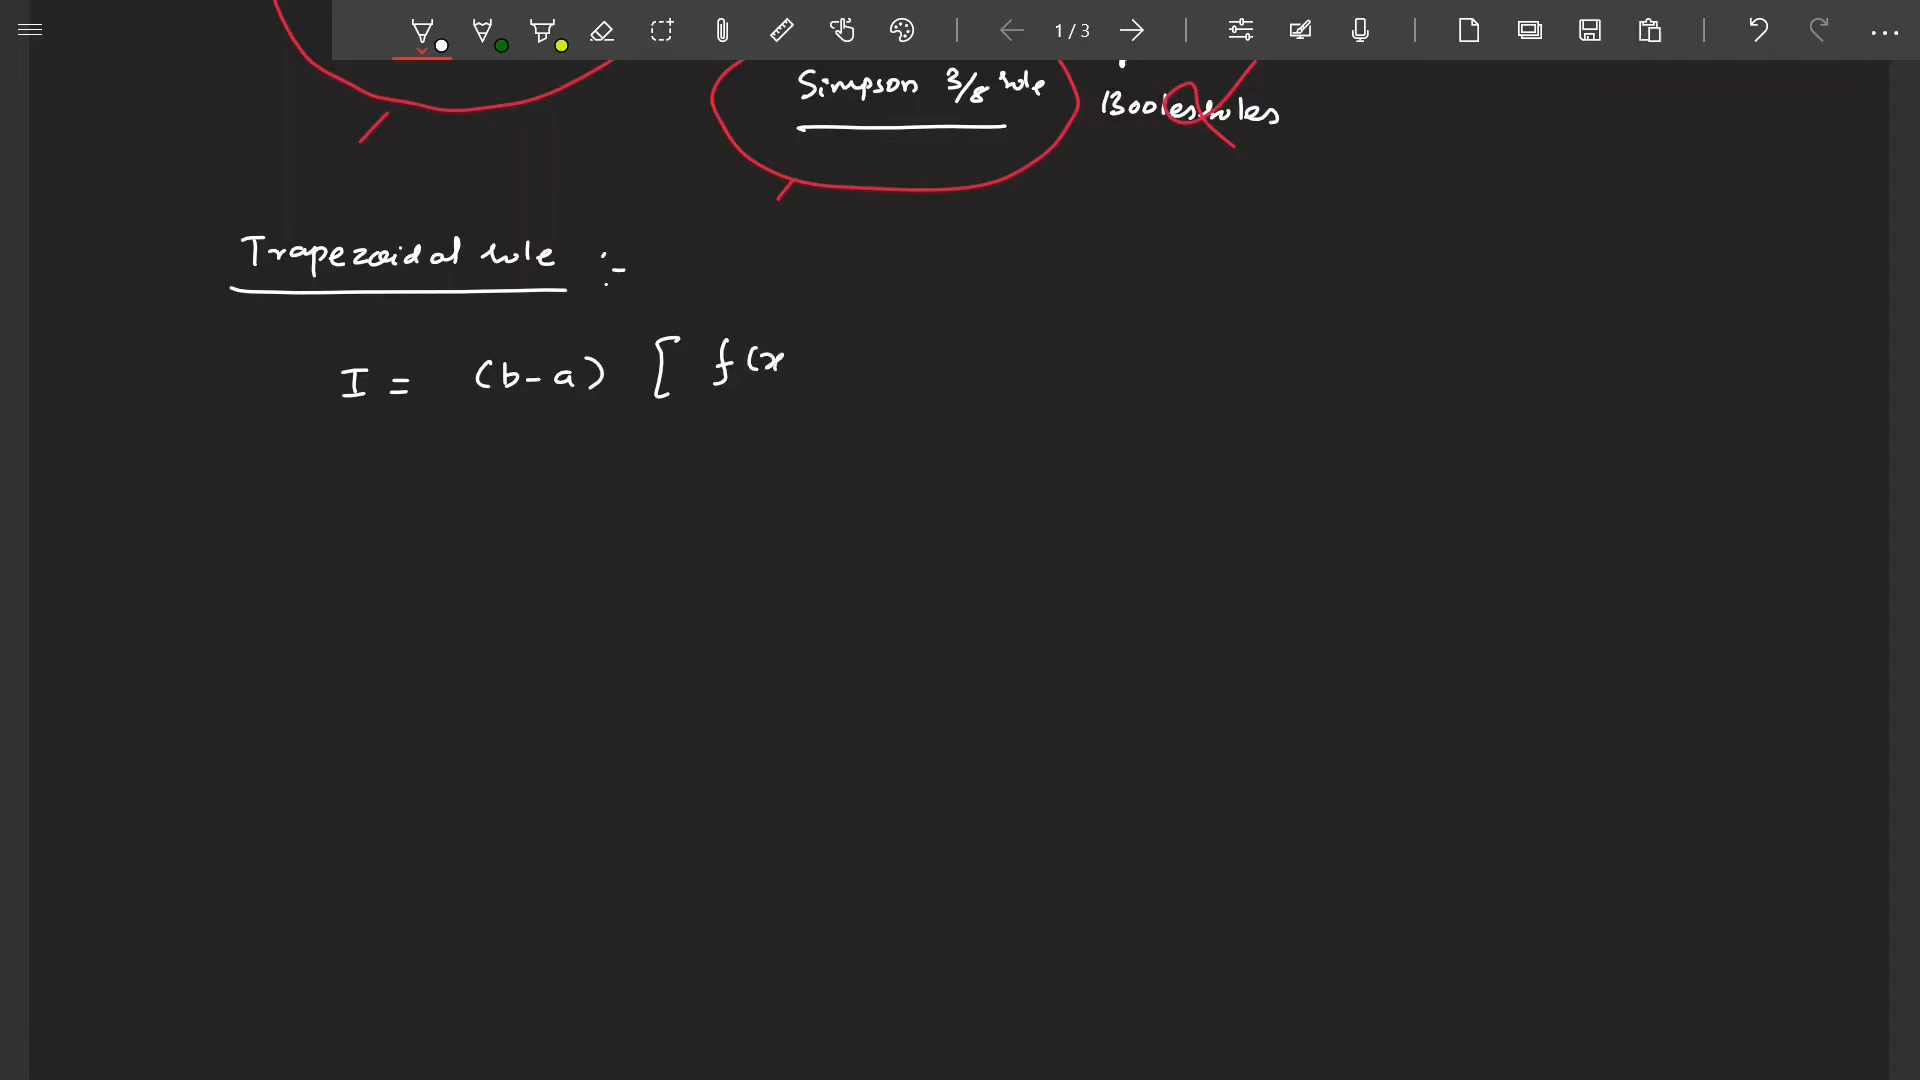 1 / 3
Simpson 3/8 rule
Booles rules
Trapezoidal rule :-
I = (b-a) [ f(x